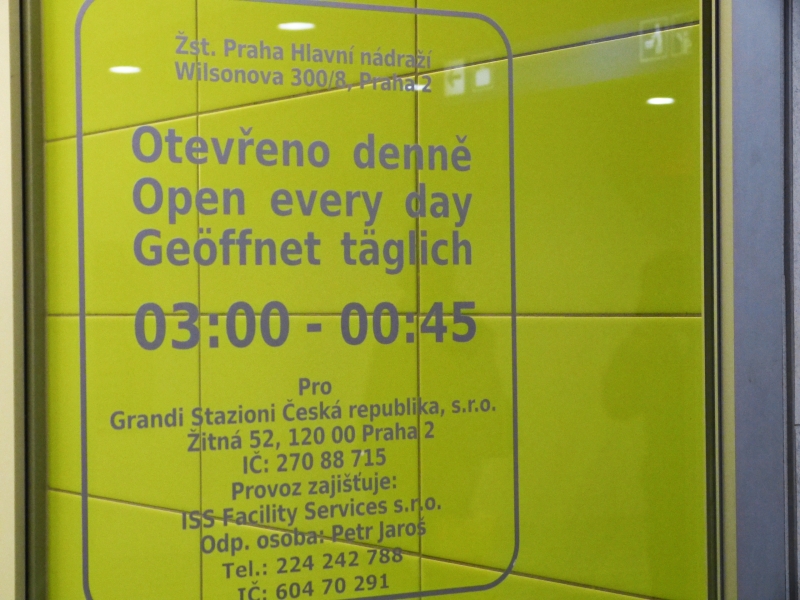 Žst. Praha Hlavní nádraží
Wilsonova 300/8, Praha 2
Otevřeno denně
Open every day
Geöffnet täglich
03:00 - 00:45
Pro
Grandi Stazioni Česká republika, s.r.o.
Žitná 52, 120 00 Praha 2
IČ: 270 88 715
Provoz zajišťuje:
ISS Facility Services s.r.o.
Odp. osoba: Petr Jaroš
Tel.: 224 242 788
IČ: 604 70 291